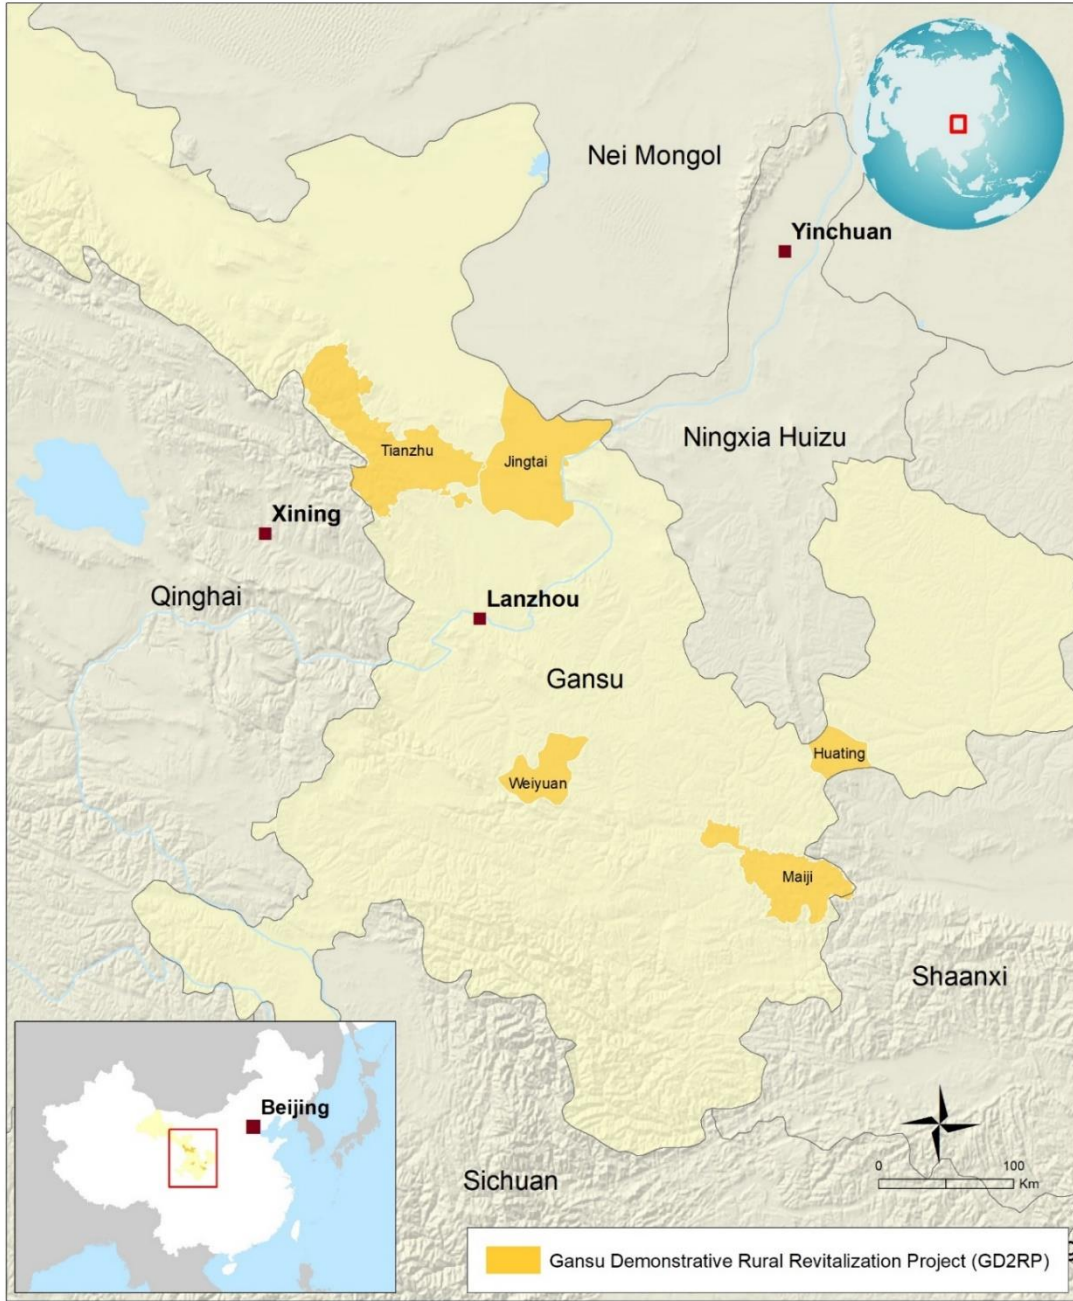 Nei Mongol
Yinchuan
Ningxia Huizu
Tianzhu
Jingtai
Xining
Qinghai
Lanzhou
Gansu
Huating
Weiyuan
Maiji
Shaanxi
Beijing
Sichuan
0 100
Km
Gansu Demonstrative Rural Revitalization Project (GD2RP)